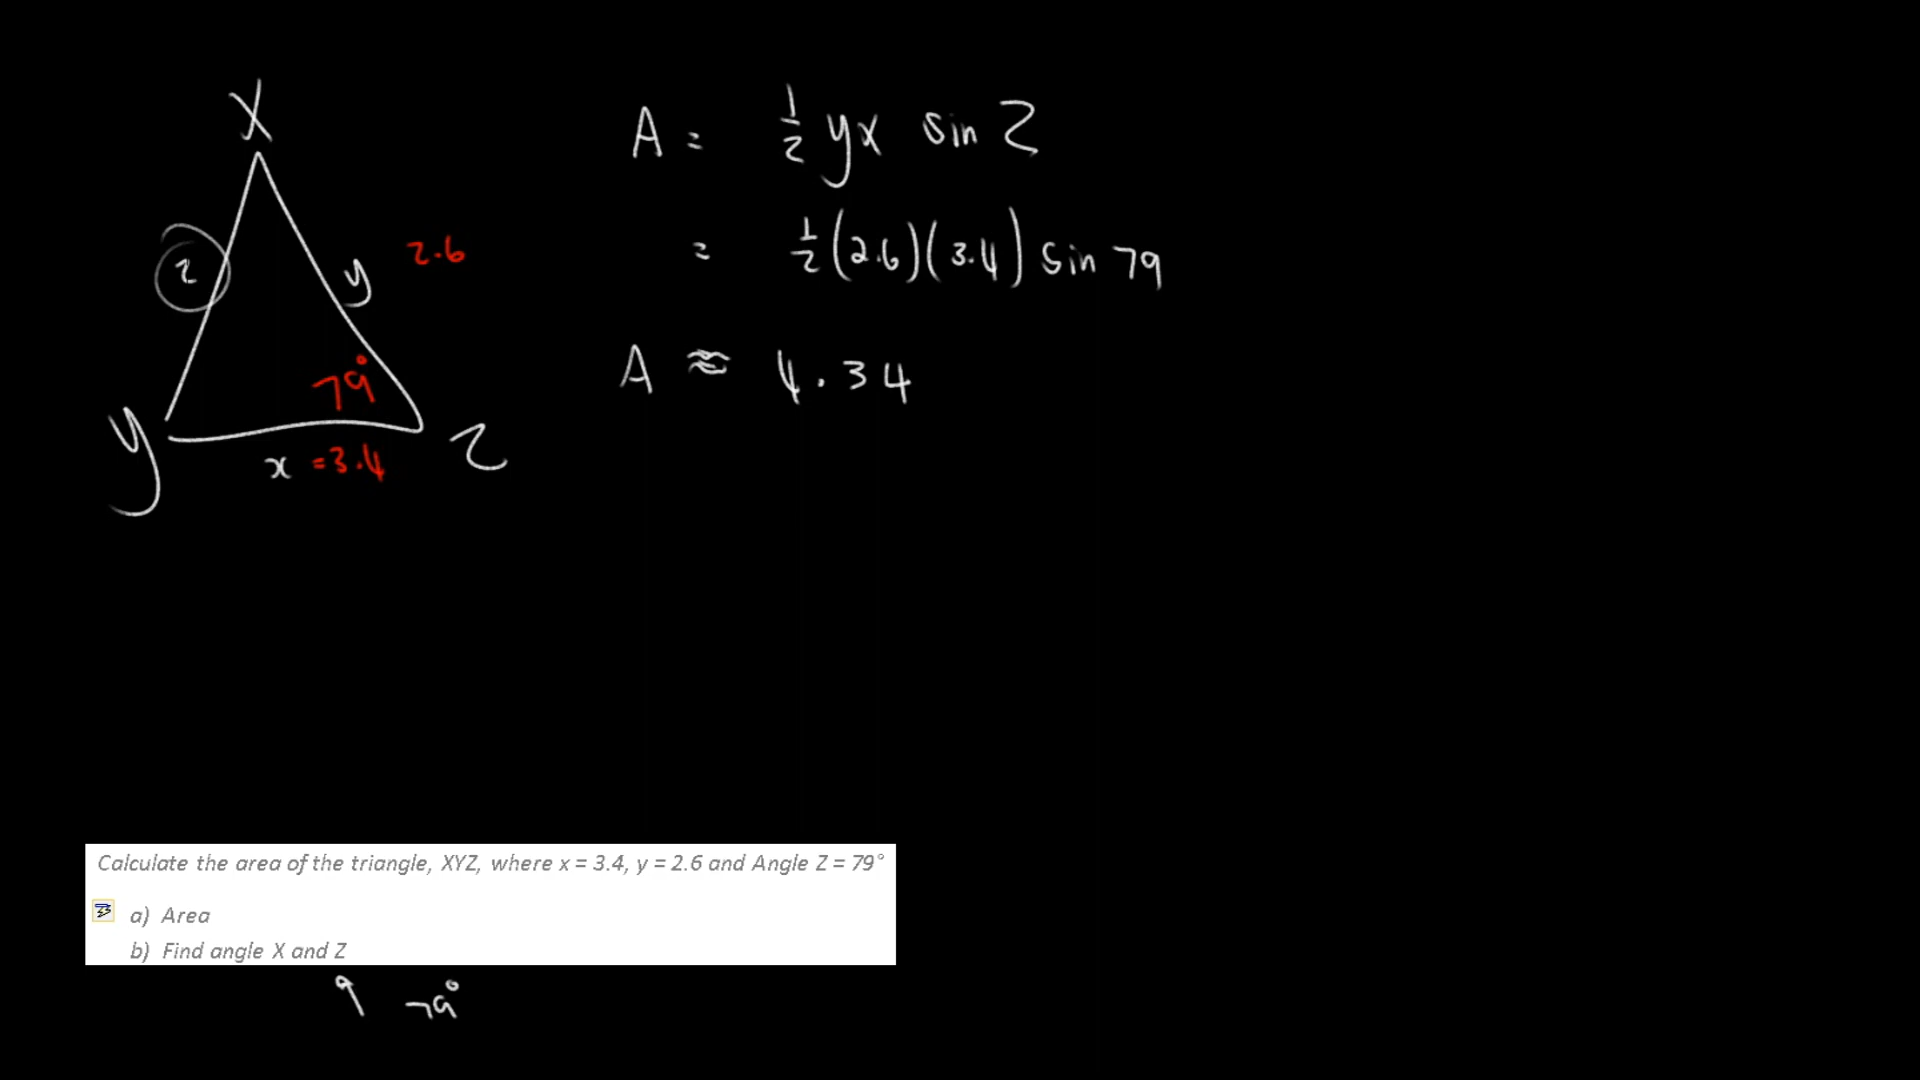 X
A = 1/2 yx sin Z
z
y 2.6
= 1/2 (2.6)(3.4) sin 79
79°
A ≈ 4.34
y
x = 3.4
Z
Calculate the area of the triangle, XYZ, where x = 3.4, y = 2.6 and Angle Z = 79°
a) Area
b) Find angle X and Z
79°